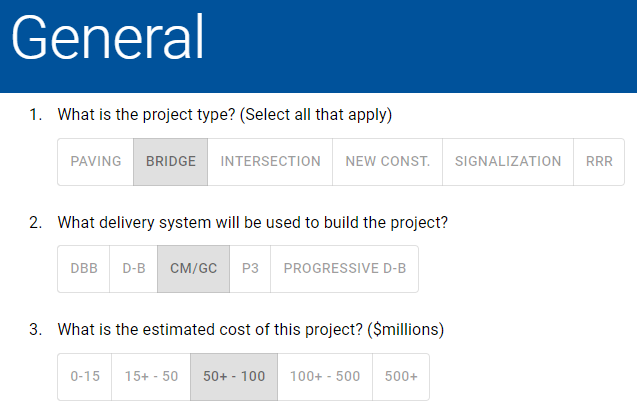 General
1. What is the project type? (Select all that apply)
PAVING BRIDGE INTERSECTION NEW CONST. SIGNALIZATION RRR
2. What delivery system will be used to build the project?
DBB D-B CM/GC P3 PROGRESSIVE D-B
3. What is the estimated cost of this project? ($millions)
0-15 15+ - 50 50+ - 100 100+ - 500 500+